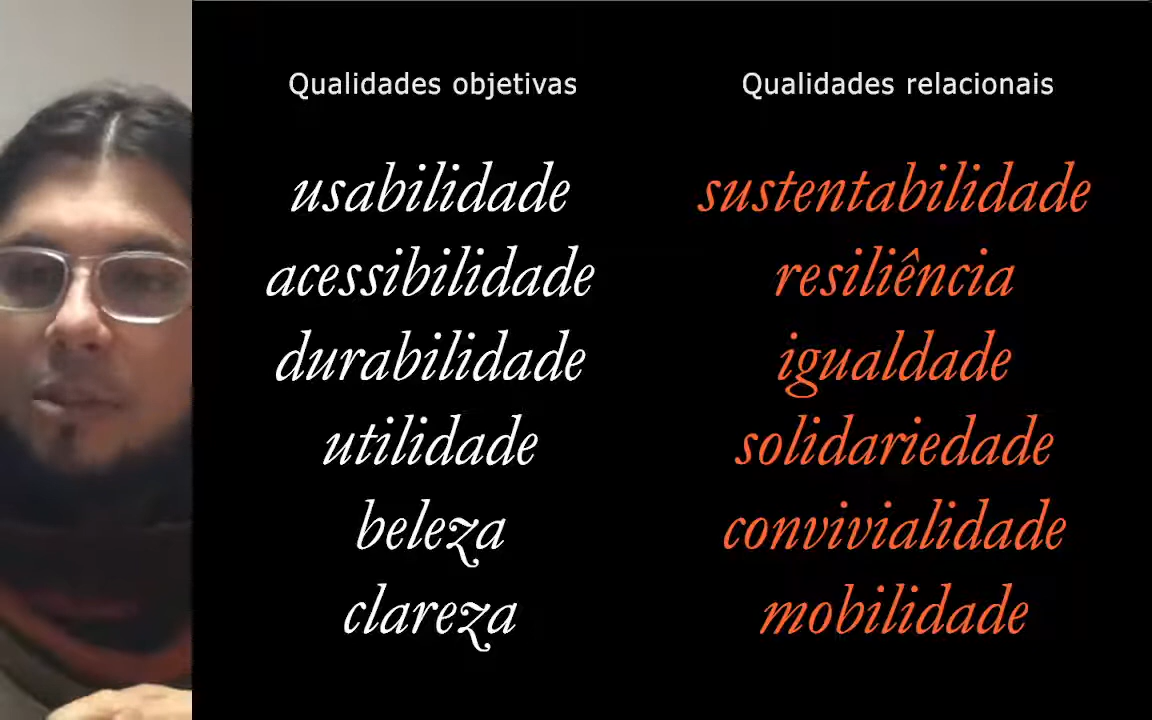 Qualidades objetivas
usabilidade
acessibilidade
durabilidade
utilidade
beleza
clareza
Qualidades relacionais
sustentabilidade
resiliência
igualdade
solidariedade
convivialidade
mobilidade